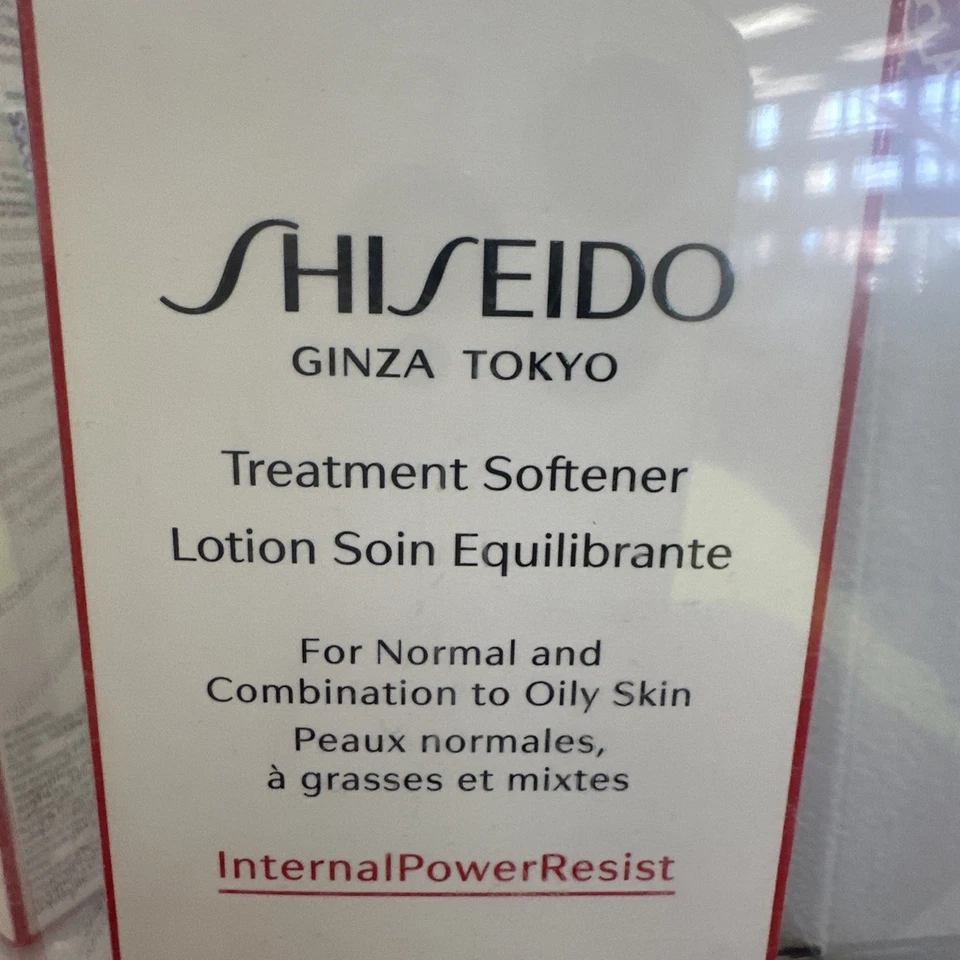 SHISEIDO
GINZA TOKYO
Treatment Softener
Lotion Soin Equilibrante
For Normal and
Combination to Oily Skin
Peaux normales,
à grasses et mixtes
InternalPowerResist